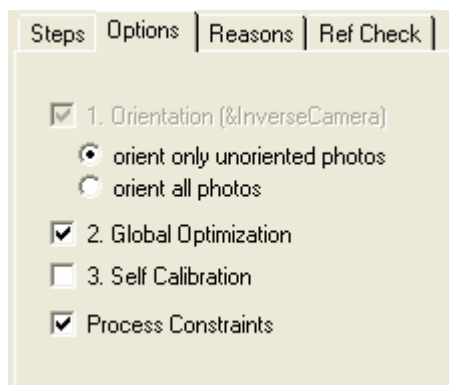 Steps Options Reasons Ref Check
1. Orientation (&InverseCamera)
orient only unoriented photos
orient all photos
2. Global Optimization
3. Self Calibration
Process Constraints